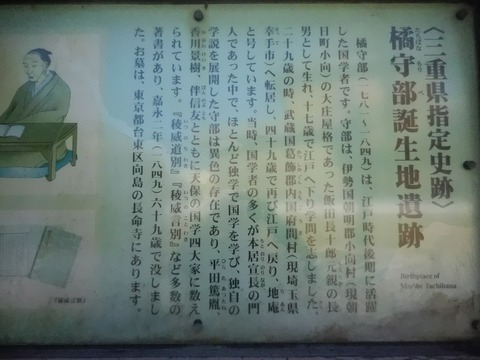 〈三重県指定史跡〉
橘守部誕生地遺跡
たちばな もりべ
Birthplace of
Moribe Tachibana
橘守部(一七八一〜一八四九)は、江戸時代後期に活躍
した国学者です。守部は、伊勢国朝明郡小向村(現朝
日町小向)の大庄屋格であった飯田長十郎元親の長
男として生れ、十七歳で江戸へ下り学問を志しました。
二十九歳の時、武蔵国葛飾郡内国府間村(現埼玉県
幸手市)へ転居し、四十九歳で再び江戸へ戻り、池庵
と号しています。当時、国学者の多くが本居宣長の門
人であった中で、ほとんど独学で国学を学び、独自の
学説を展開した守部は異色の存在であり、平田篤胤、
香川景樹、伴信友とともに天保の国学四大家に数え
られています。『稜威道別』『稜威言別』など多数の
著書があり、嘉永二年(一八四九)六十九歳で没しまし
た。お墓は、東京都台東区向島の長命寺にあります。